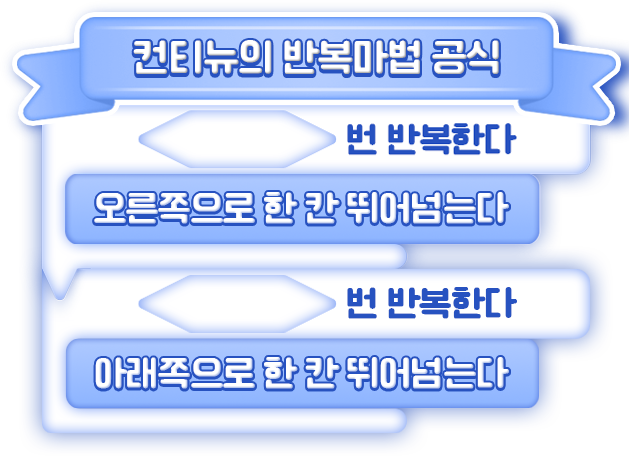 컨티뉴의 반복마법 공식
번 반복한다
오른쪽으로 한 칸 뛰어넘는다
번 반복한다
아래쪽으로 한 칸 뛰어넘는다